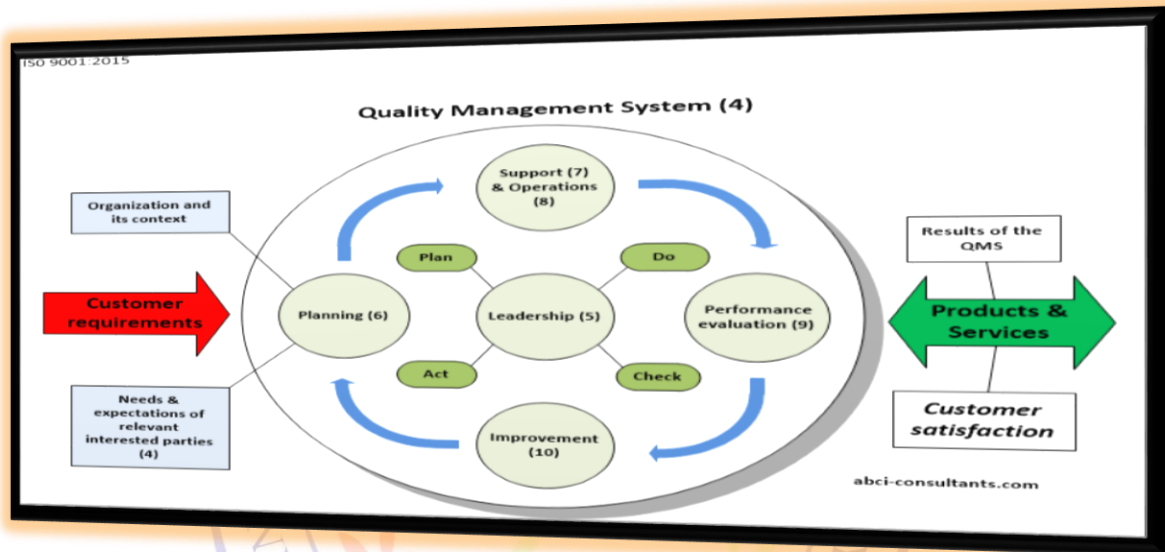 ISO 9001:2015
Quality Management System (4)
Support (7)
& Operations
(8)
Organization and
its context
Plan
Do
Results of the
QMS
Customer
requirements
Planning (6)
Leadership (5)
Performance
evaluation (9)
Products &
Services
Act
Check
Needs &
expectations of
relevant
interested parties
(4)
Improvement
(10)
Customer
satisfaction
abci-consultants.com